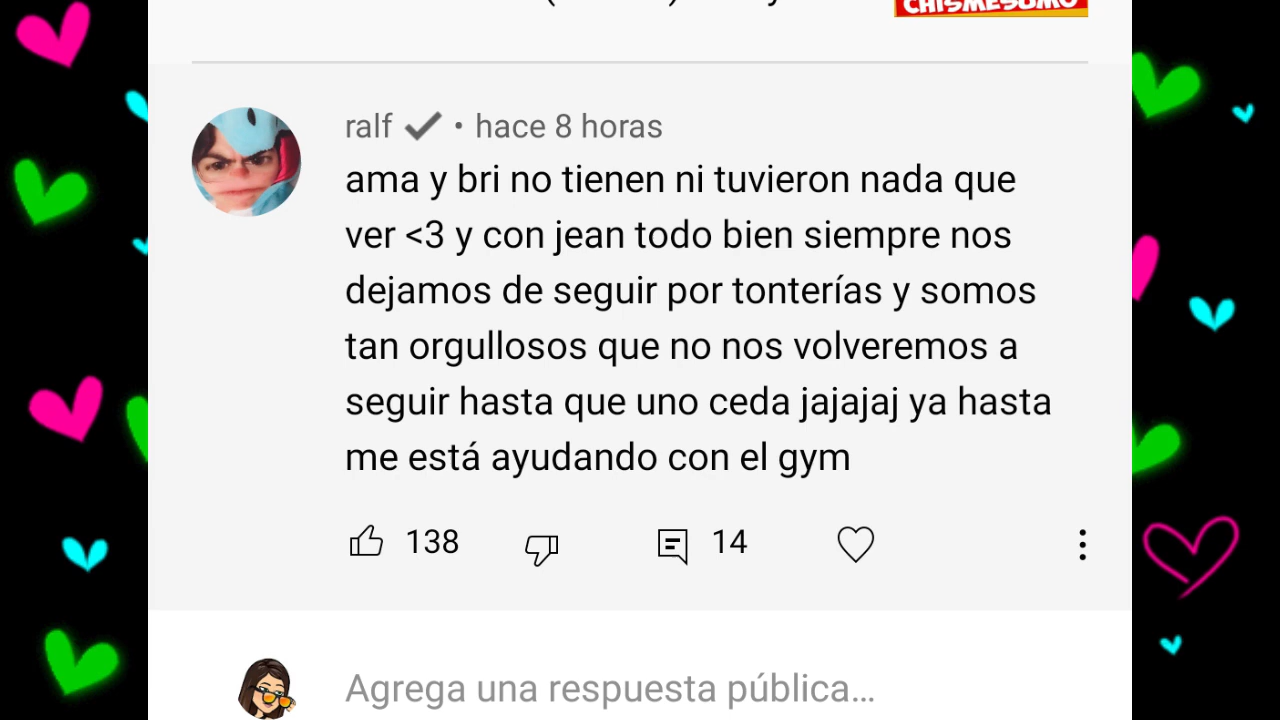 CHISMESUMO
ralf • hace 8 horas
ama y bri no tienen ni tuvieron nada que
ver <3 y con jean todo bien siempre nos
dejamos de seguir por tonterías y somos
tan orgullosos que no nos volveremos a
seguir hasta que uno ceda jajajaj ya hasta
me está ayudando con el gym
138 14
Agrega una respuesta pública...